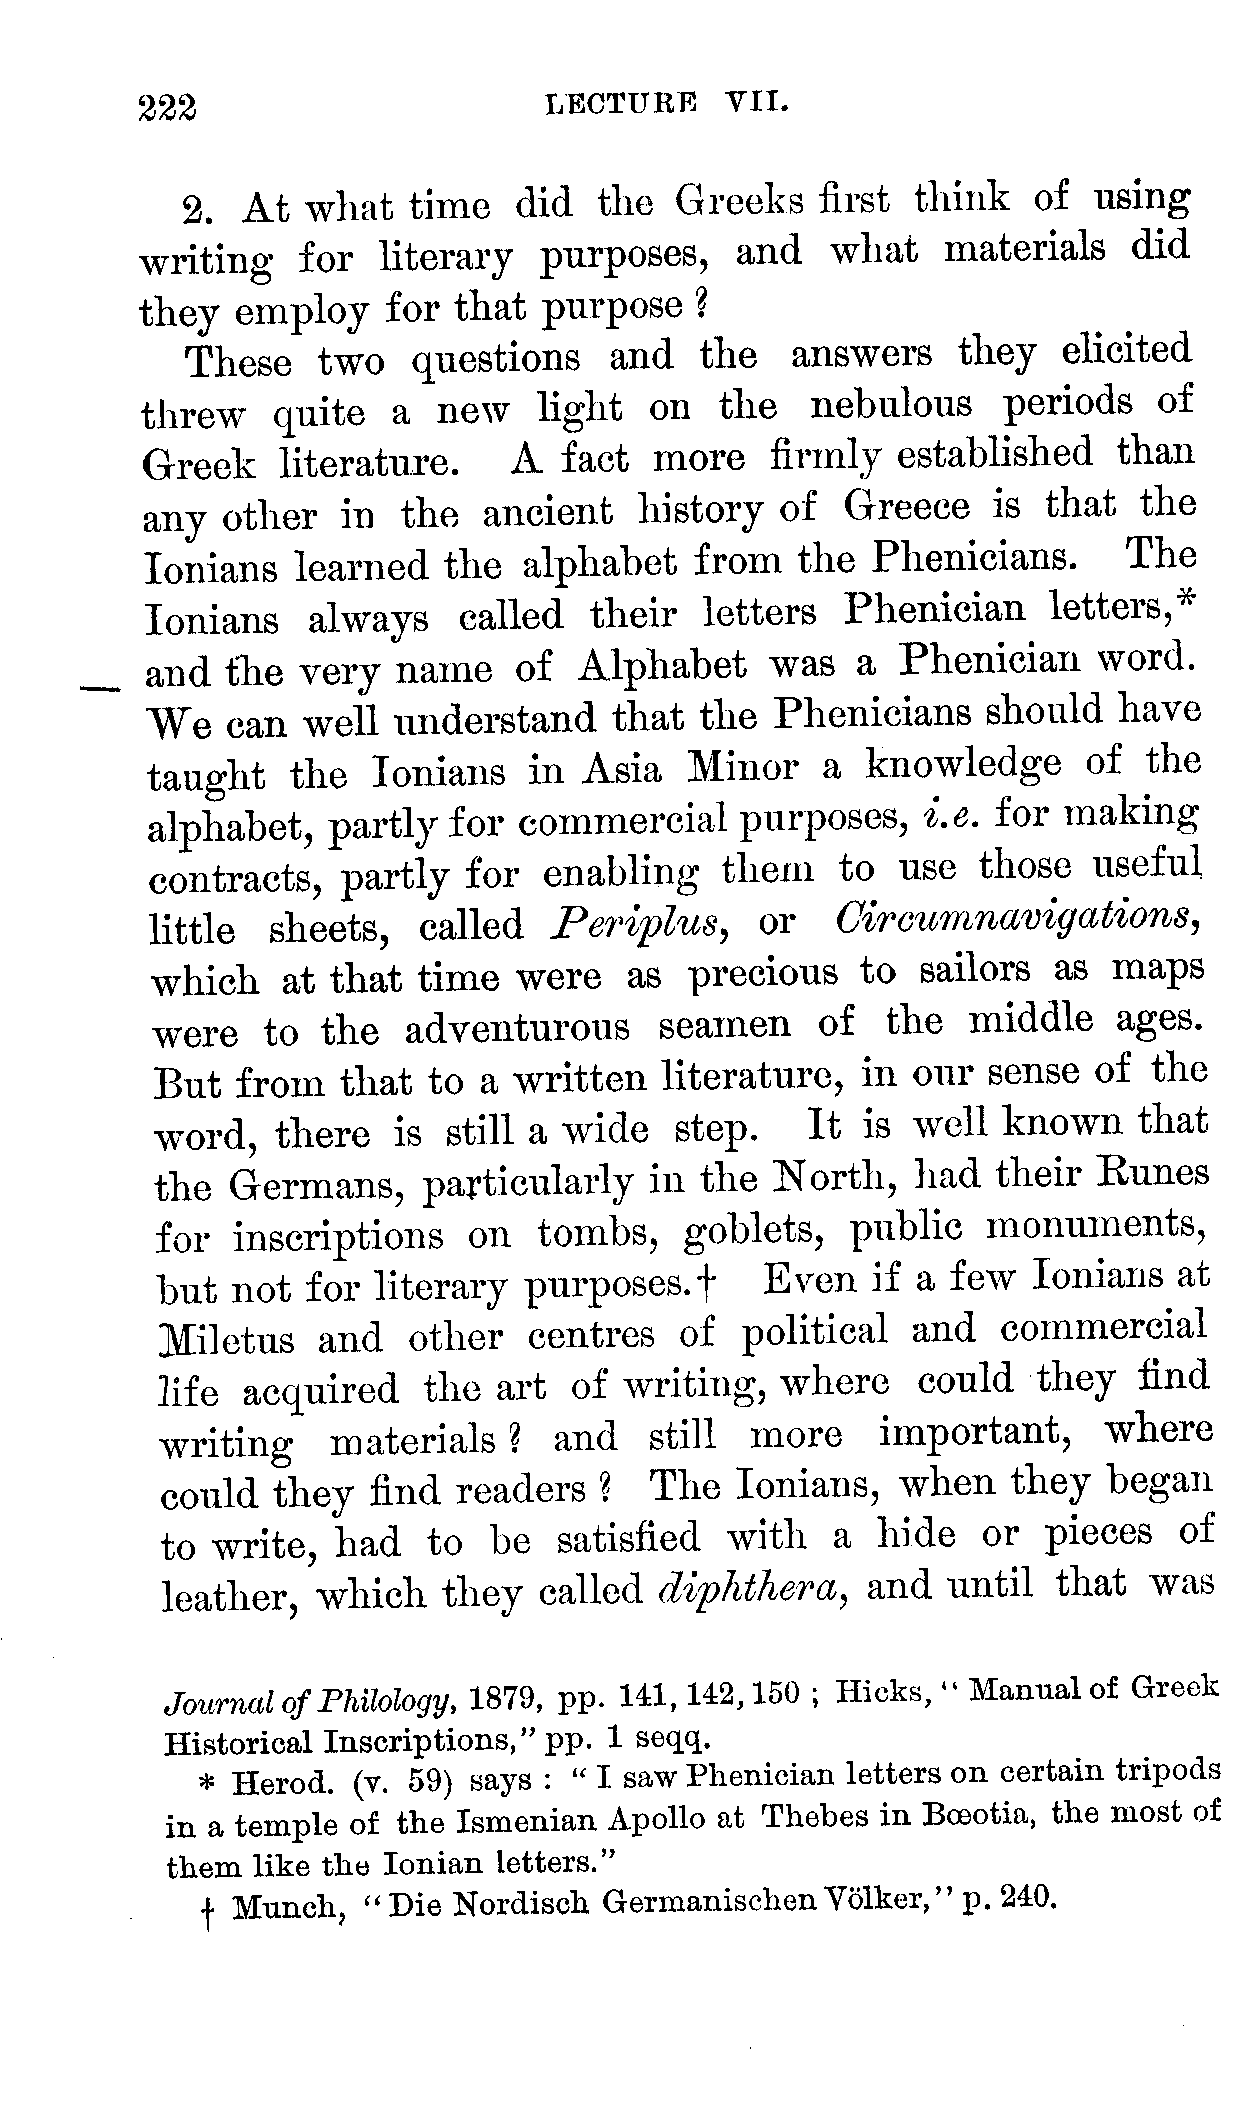 222 LECTURE VII.
2. At what time did the Greeks first think of using
writing for literary purposes, and what materials did
they employ for that purpose?
These two questions and the answers they elicited
threw quite a new light on the nebulous periods of
Greek literature. A fact more firmly established than
any other in the ancient history of Greece is that the
Ionians learned the alphabet from the Phenicians. The
Ionians always called their letters Phenician letters,*
and the very name of Alphabet was a Phenician word.
We can well understand that the Phenicians should have
taught the Ionians in Asia Minor a knowledge of the
alphabet, partly for commercial purposes, i.e. for making
contracts, partly for enabling them to use those useful
little sheets, called Periplus, or Circumnavigations,
which at that time were as precious to sailors as maps
were to the adventurous seamen of the middle ages.
But from that to a written literature, in our sense of the
word, there is still a wide step. It is well known that
the Germans, particularly in the North, had their Runes
for inscriptions on tombs, goblets, public monuments,
but not for literary purposes.† Even if a few Ionians at
Miletus and other centres of political and commercial
life acquired the art of writing, where could they find
writing materials? and still more important, where
could they find readers? The Ionians, when they began
to write, had to be satisfied with a hide or pieces of
leather, which they called diphthera, and until that was
Journal of Philology, 1879, pp. 141, 142, 150; Hicks, "Manual of Greek
Historical Inscriptions," pp. 1 seqq.
* Herod. (v. 59) says: "I saw Phenician letters on certain tripods
in a temple of the Ismenian Apollo at Thebes in Bœotia, the most of
them like the Ionian letters."
† Munch, "Die Nordisch Germanischen Völker," p. 240.